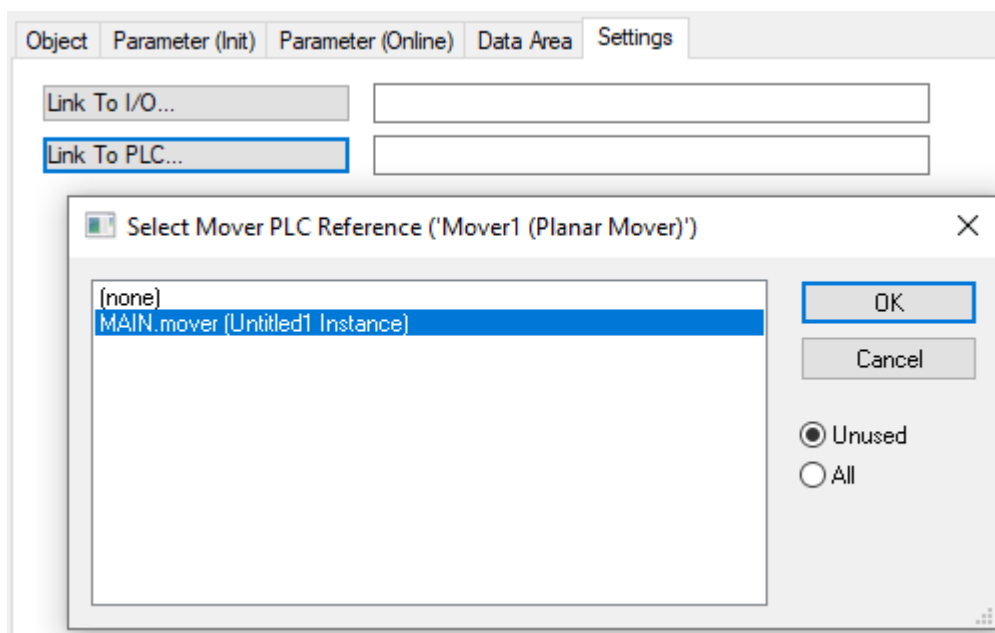 Object Parameter (Init) Parameter (Online) Data Area Settings
Link To I/O...
Link To PLC...
Select Mover PLC Reference ('Mover1 (Planar Mover)')
(none)
MAIN.mover (Untitled1 Instance)
OK
Cancel
Unused
All